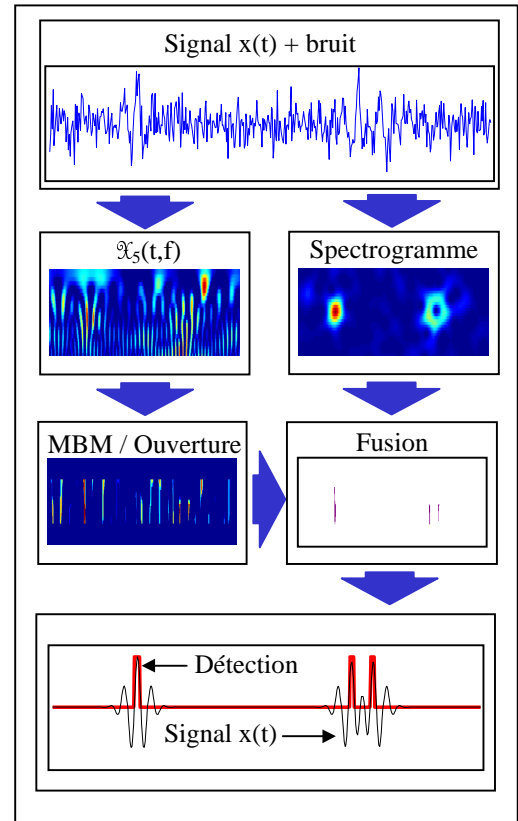 Signal x(t) + bruit
𝔛₅(t,f)
Spectrogramme
MBM / Ouverture
Fusion
Détection
Signal x(t)